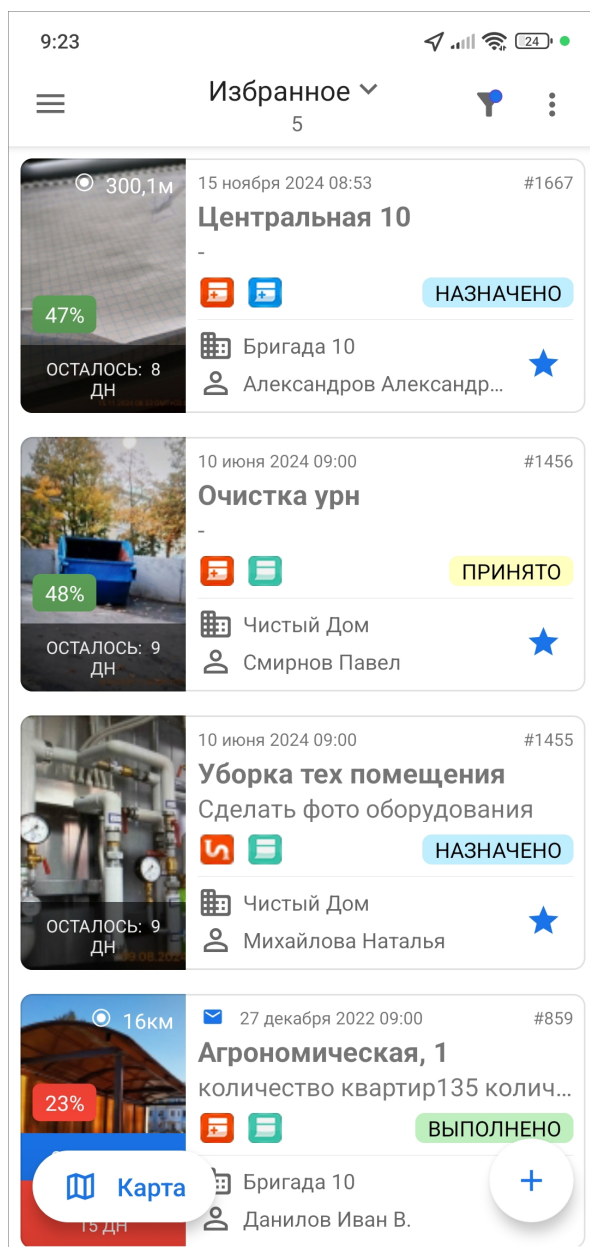 9:23
24
Избранное
5
300,1м
15 ноября 2024 08:53
#1667
Центральная 10
-
47%
НАЗНАЧЕНО
ОСТАЛОСЬ: 8
ДН
Бригада 10
Александров Александр...
10 июня 2024 09:00
#1456
Очистка урн
-
48%
ПРИНЯТО
ОСТАЛОСЬ: 9
ДН
Чистый Дом
Смирнов Павел
10 июня 2024 09:00
#1455
Уборка тех помещения
Сделать фото оборудования
НАЗНАЧЕНО
ОСТАЛОСЬ: 9
ДН
Чистый Дом
Михайлова Наталья
16км
27 декабря 2022 09:00
#859
Агрономическая, 1
количество квартир135 колич...
23%
ВЫПОЛНЕНО
Карта
15 ДН
Бригада 10
Данилов Иван В.
+